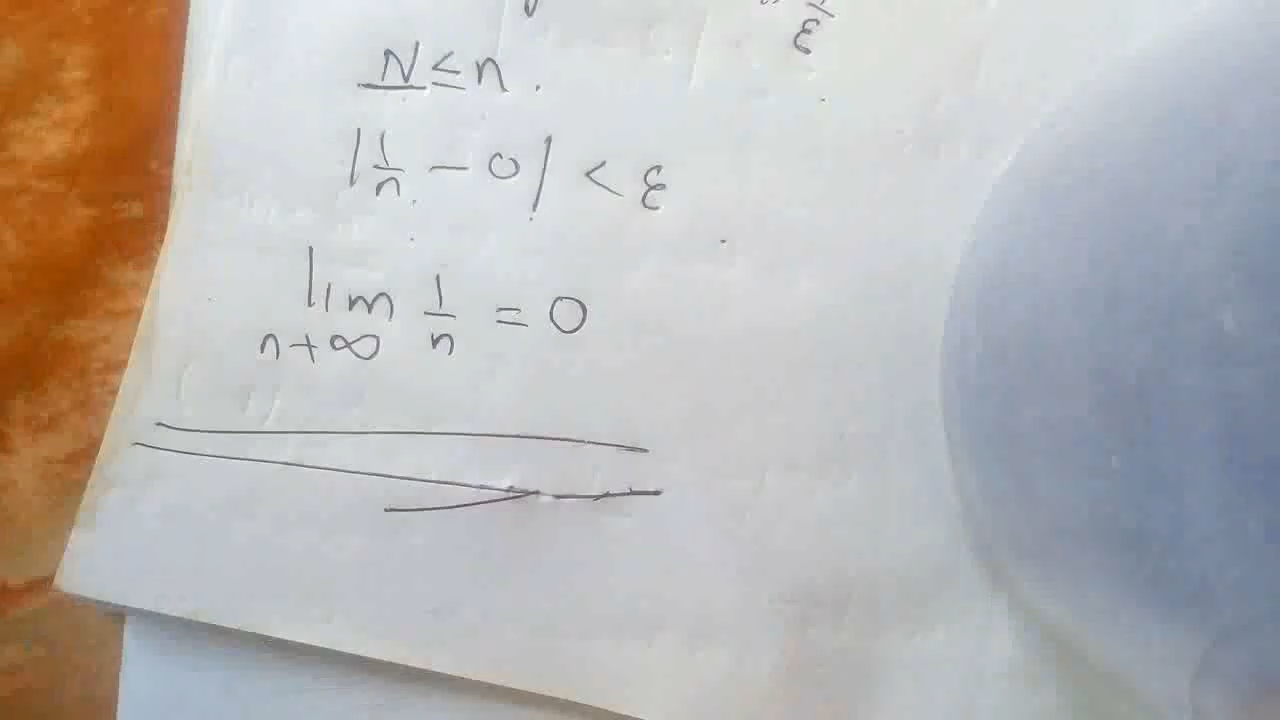 ε
N ≤ n.
|1/n - 0| < ε
lim 1/n = 0
n→∞